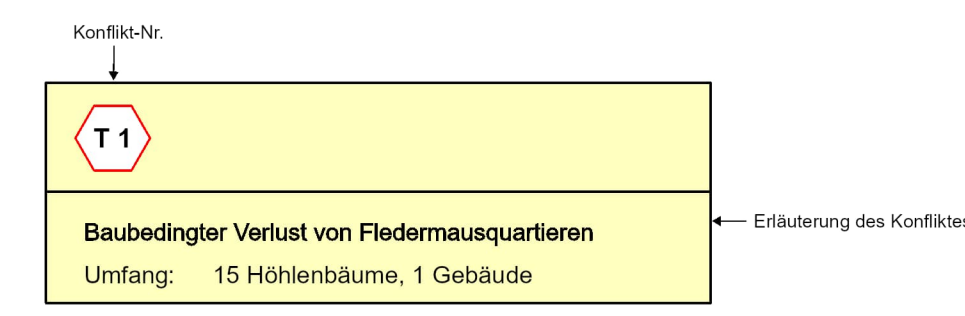 Konflikt-Nr.
T 1
Baubedingter Verlust von Fledermausquartieren
Erläuterung des Konfliktes
Umfang: 15 Höhlenbäume, 1 Gebäude